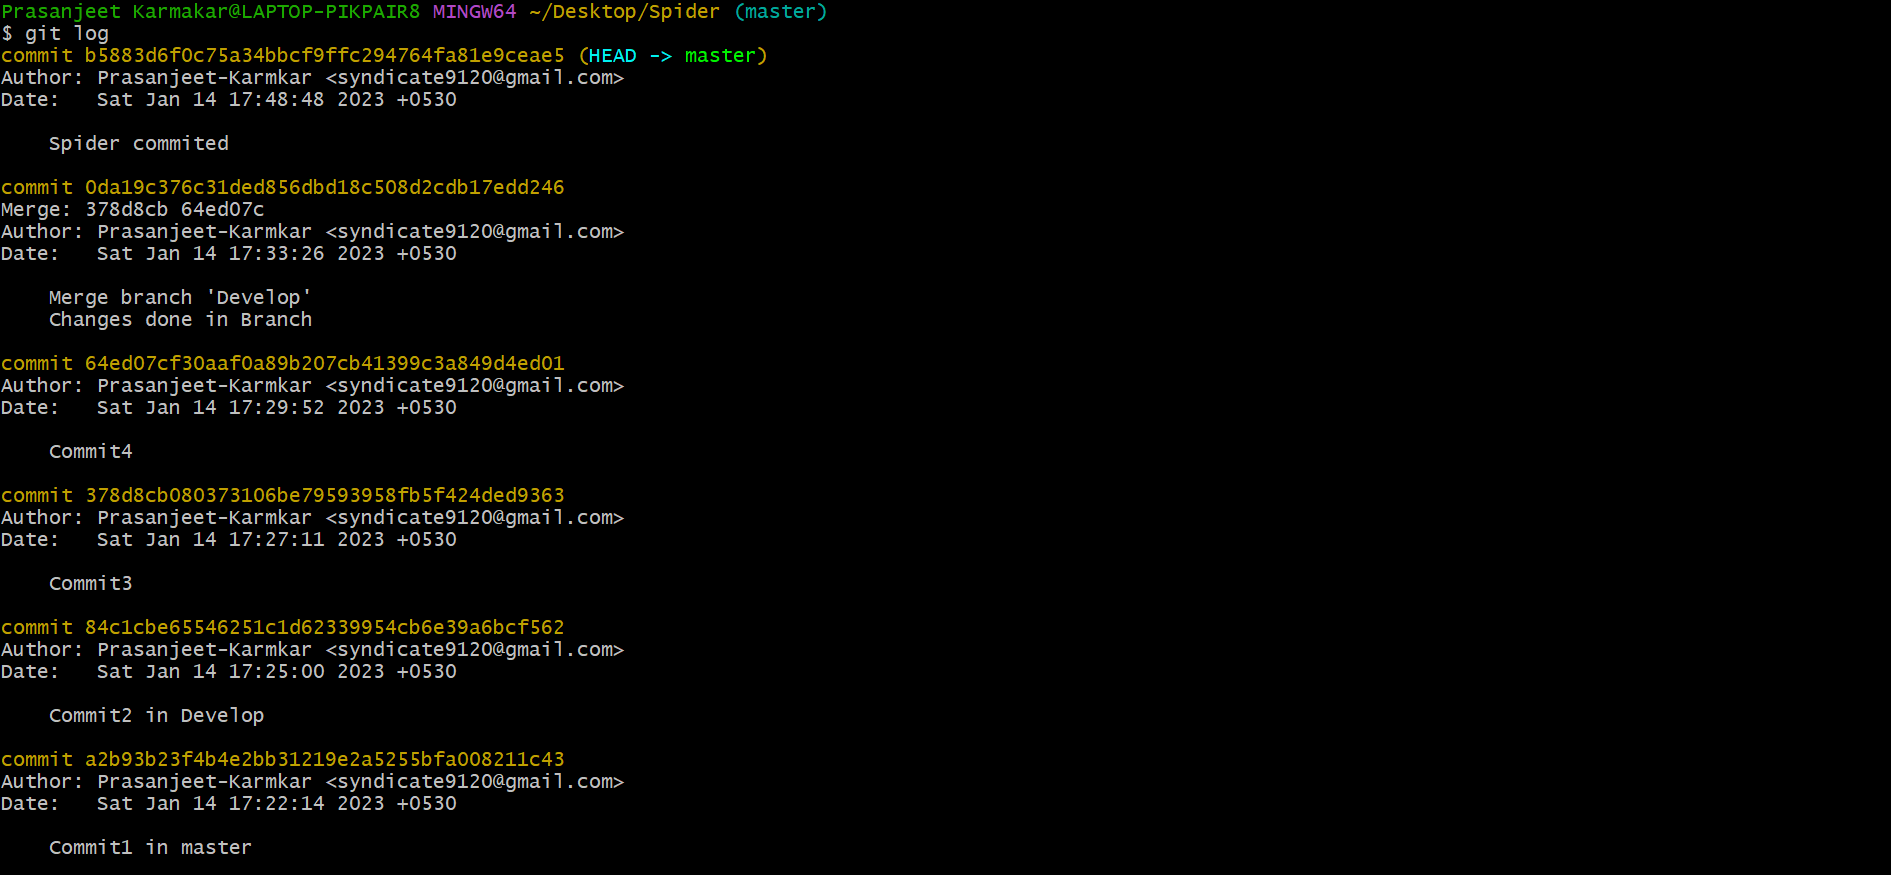 Prasanjeet Karmakar@LAPTOP-PIKPAIR8 MINGW64 ~/Desktop/Spider (master)
$ git log
commit b5883d6f0c75a34bbcf9ffc294764fa81e9ceae5 (HEAD -> master)
Author: Prasanjeet-Karmkar <syndicate9120@gmail.com>
Date:   Sat Jan 14 17:48:48 2023 +0530
    Spider commited
commit 0da19c376c31ded856dbd18c508d2cdb17edd246
Merge: 378d8cb 64ed07c
Author: Prasanjeet-Karmkar <syndicate9120@gmail.com>
Date:   Sat Jan 14 17:33:26 2023 +0530
    Merge branch 'Develop'
    Changes done in Branch
commit 64ed07cf30aaf0a89b207cb41399c3a849d4ed01
Author: Prasanjeet-Karmkar <syndicate9120@gmail.com>
Date:   Sat Jan 14 17:29:52 2023 +0530
    Commit4
commit 378d8cb080373106be79593958fb5f424ded9363
Author: Prasanjeet-Karmkar <syndicate9120@gmail.com>
Date:   Sat Jan 14 17:27:11 2023 +0530
    Commit3
commit 84c1cbe65546251c1d62339954cb6e39a6bcf562
Author: Prasanjeet-Karmkar <syndicate9120@gmail.com>
Date:   Sat Jan 14 17:25:00 2023 +0530
    Commit2 in Develop
commit a2b93b23f4b4e2bb31219e2a5255bfa008211c43
Author: Prasanjeet-Karmkar <syndicate9120@gmail.com>
Date:   Sat Jan 14 17:22:14 2023 +0530
    Commit1 in master